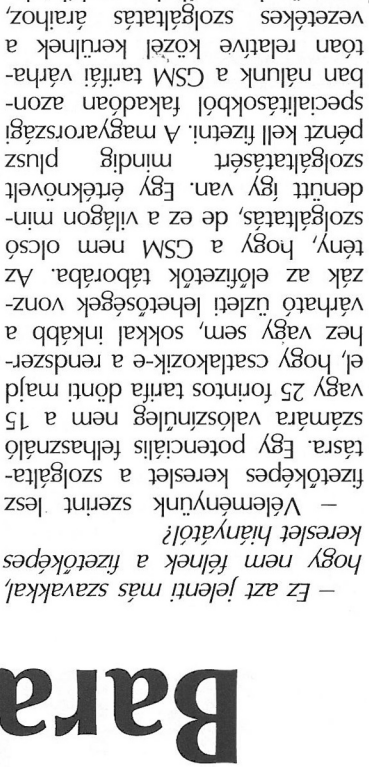 Bara
– Ez azt jelenti más szavakkal,
hogy nem félnek a fizetőképes
kereslet hiányától?
– Véleményünk szerint lesz
fizetőképes kereslet a szolgálta-
tásra. Egy potenciális felhasználó
számára valószínűleg nem a 15
vagy 25 forintos tarifa dönti majd
el, hogy csatlakozik-e a rendszer-
hez vagy sem, sokkal inkább a
várható üzleti lehetőségek vonz-
zák az előfizetők táborába. Az
tény, hogy a GSM nem olcsó
szolgáltatás, de ez a világon min-
denütt így van. Egy értéknövelt
szolgáltatásért mindig plusz
pénzt kell fizetni. A magyarországi
specialitásokból fakadóan azon-
ban nálunk a GSM tarifái várha-
tóan relatíve közel kerülnek a
vezetékes szolgáltatás áraihoz,